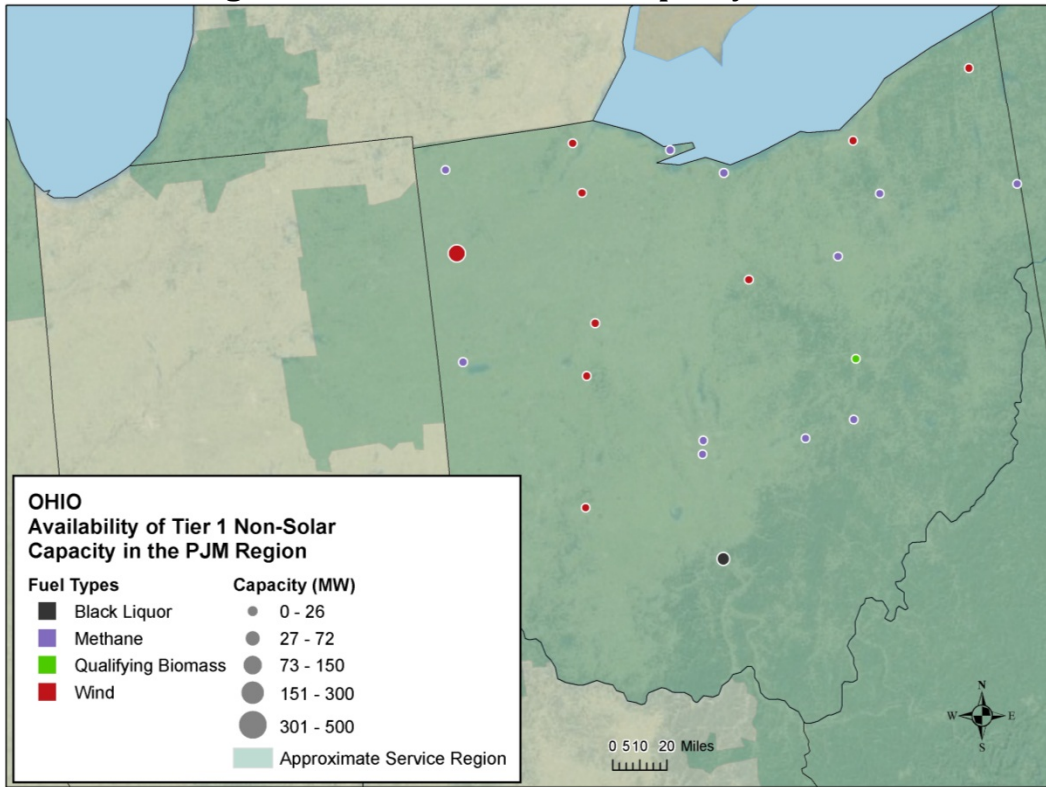 OHIO
Availability of Tier 1 Non-Solar
Capacity in the PJM Region
Fuel Types
Black Liquor
Methane
Qualifying Biomass
Wind
Capacity (MW)
0 - 26
27 - 72
73 - 150
151 - 300
301 - 500
Approximate Service Region
0 5 10 20 Miles
N
W E
S